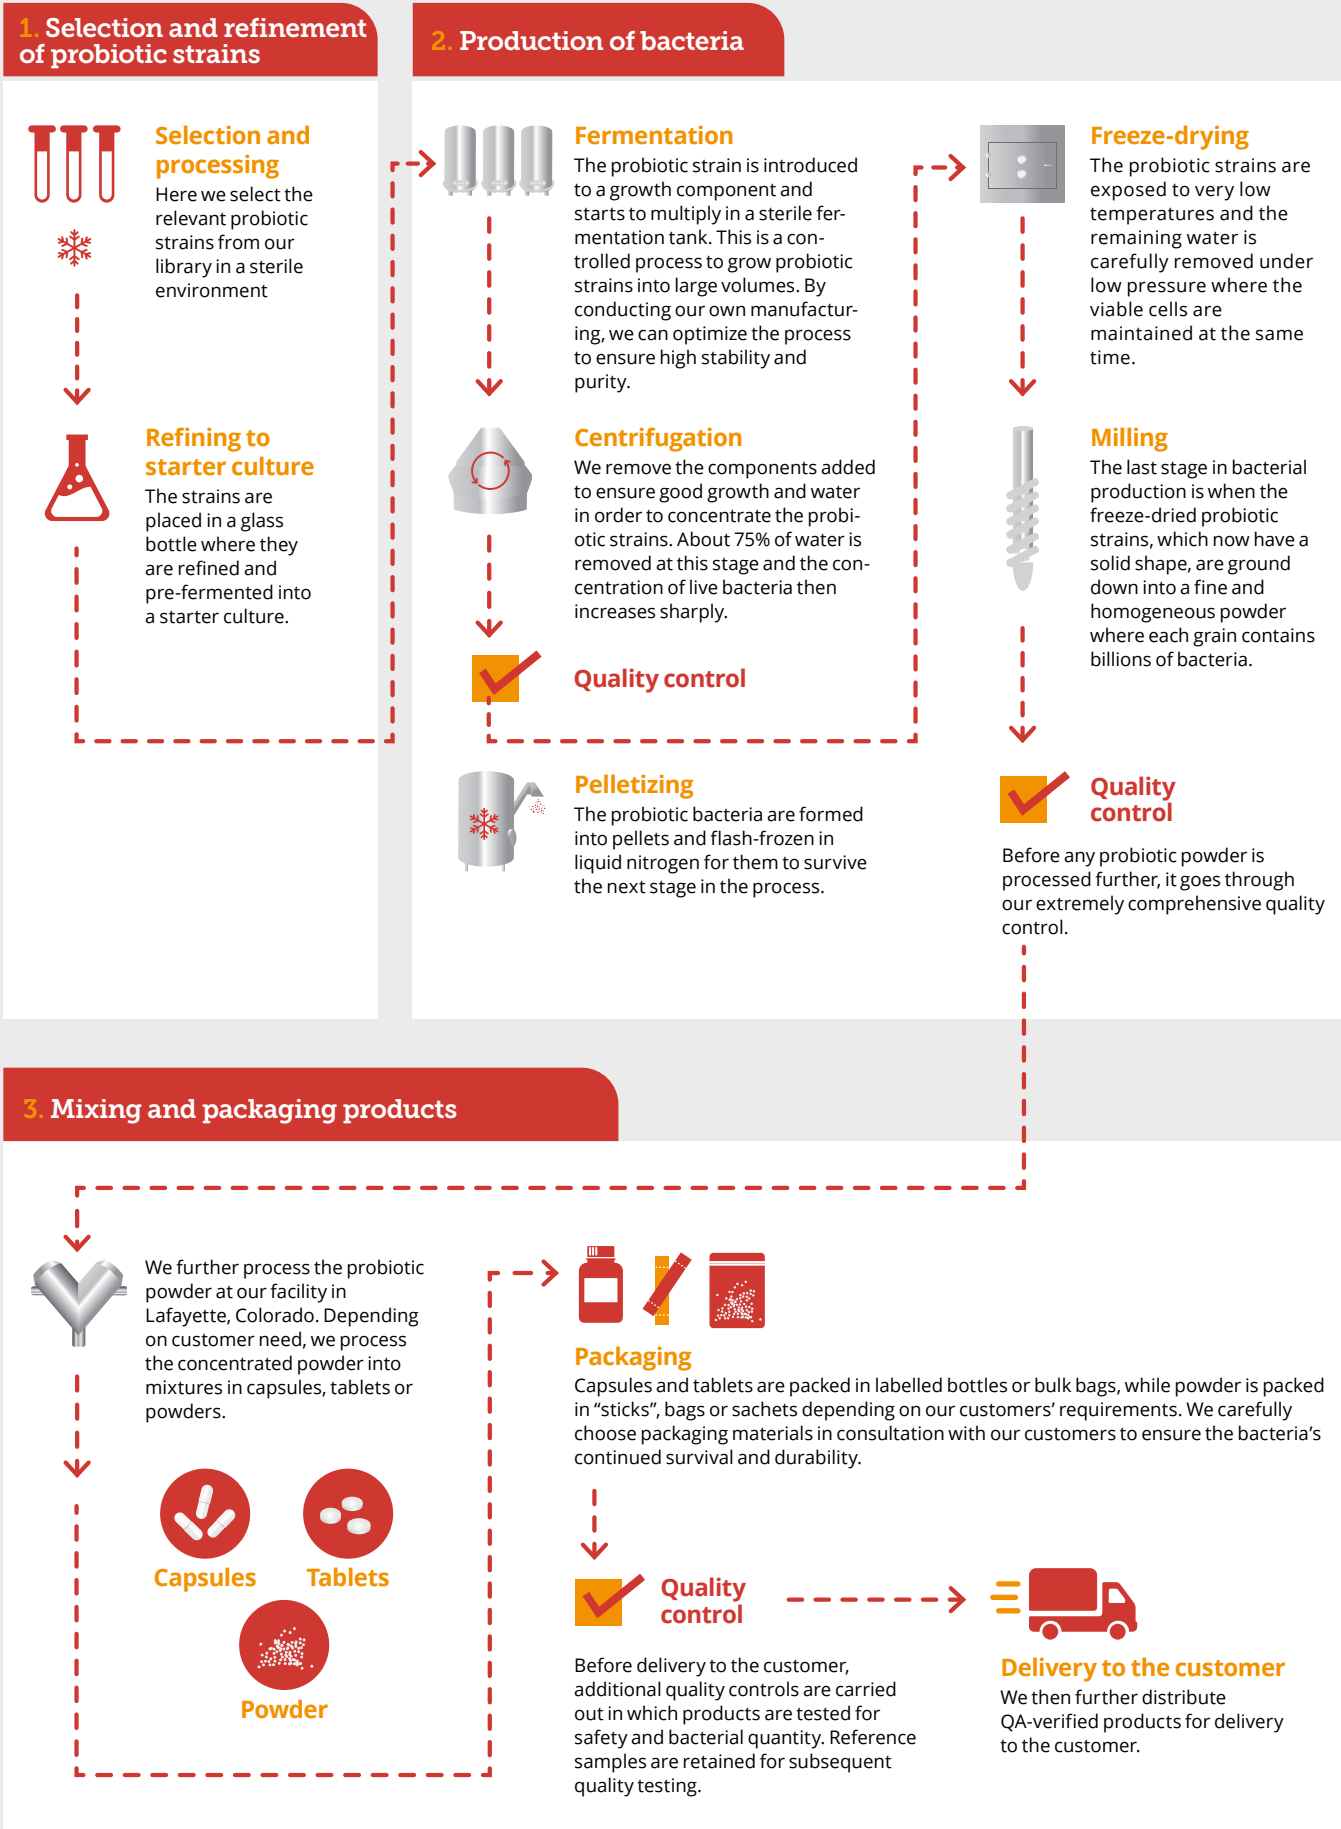 1. Selection and refinement
of probiotic strains
Selection and
processing
Here we select the
relevant probiotic
strains from our
library in a sterile
environment
Refining to
starter culture
The strains are
placed in a glass
bottle where they
are refined and
pre-fermented into
a starter culture.
2. Production of bacteria
Fermentation
The probiotic strain is introduced
to a growth component and
starts to multiply in a sterile fer-
mentation tank. This is a con-
trolled process to grow probiotic
strains into large volumes. By
conducting our own manufactur-
ing, we can optimize the process
to ensure high stability and
purity.
Centrifugation
We remove the components added
to ensure good growth and water
in order to concentrate the probi-
otic strains. About 75% of water is
removed at this stage and the con-
centration of live bacteria then
increases sharply.
Quality control
Pelletizing
The probiotic bacteria are formed
into pellets and flash-frozen in
liquid nitrogen for them to survive
the next stage in the process.
Freeze-drying
The probiotic strains are
exposed to very low
temperatures and the
remaining water is
carefully removed under
low pressure where the
viable cells are
maintained at the same
time.
Milling
The last stage in bacterial
production is when the
freeze-dried probiotic
strains, which now have a
solid shape, are ground
down into a fine and
homogeneous powder
where each grain contains
billions of bacteria.
Quality
control
Before any probiotic powder is
processed further, it goes through
our extremely comprehensive quality
control.
3. Mixing and packaging products
We further process the probiotic
powder at our facility in
Lafayette, Colorado. Depending
on customer need, we process
the concentrated powder into
mixtures in capsules, tablets or
powders.
Capsules
Tablets
Powder
Packaging
Capsules and tablets are packed in labelled bottles or bulk bags, while powder is packed
in “sticks”, bags or sachets depending on our customers’ requirements. We carefully
choose packaging materials in consultation with our customers to ensure the bacteria’s
continued survival and durability.
Quality
control
Before delivery to the customer,
additional quality controls are carried
out in which products are tested for
safety and bacterial quantity. Reference
samples are retained for subsequent
quality testing.
Delivery to the customer
We then further distribute
QA-verified products for delivery
to the customer.